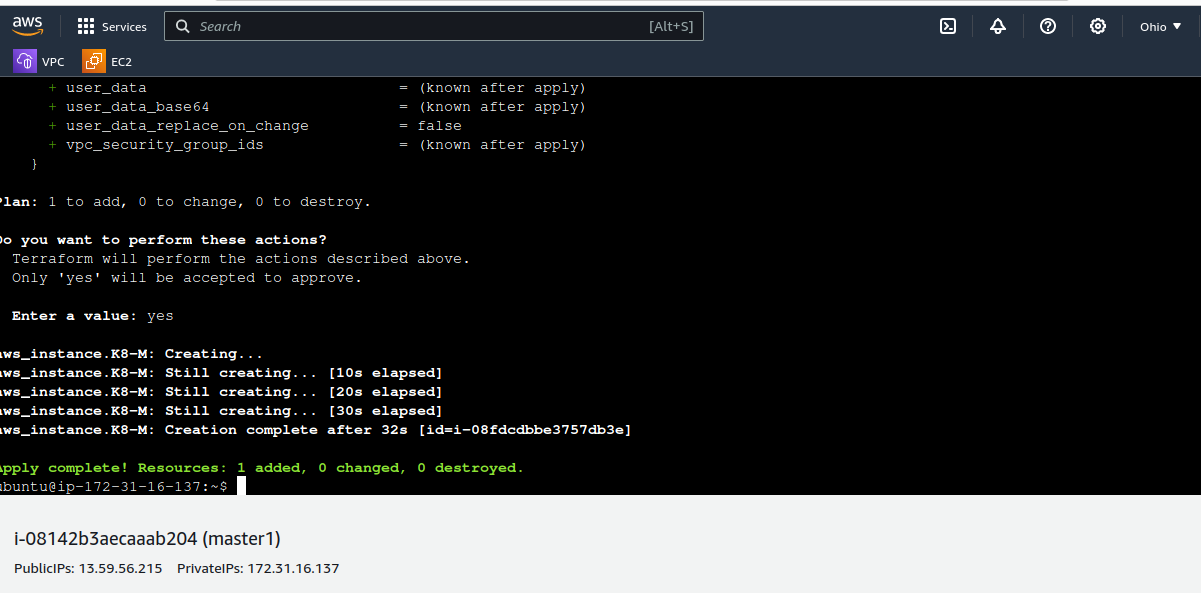 aws
Services
Search
[Alt+S]
Ohio
VPC
EC2
+ user_data = (known after apply)
+ user_data_base64 = (known after apply)
+ user_data_replace_on_change = false
+ vpc_security_group_ids = (known after apply)
}
Plan: 1 to add, 0 to change, 0 to destroy.
Do you want to perform these actions?
Terraform will perform the actions described above.
Only 'yes' will be accepted to approve.
Enter a value: yes
aws_instance.K8-M: Creating...
aws_instance.K8-M: Still creating... [10s elapsed]
aws_instance.K8-M: Still creating... [20s elapsed]
aws_instance.K8-M: Still creating... [30s elapsed]
aws_instance.K8-M: Creation complete after 32s [id=i-08fdcdbbe3757db3e]
Apply complete! Resources: 1 added, 0 changed, 0 destroyed.
ubuntu@ip-172-31-16-137:~$
i-08142b3aecaaab204 (master1)
PublicIPs: 13.59.56.215 PrivateIPs: 172.31.16.137